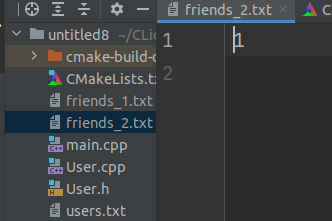 friends_2.txt
untitled8 ~/CLi
cmake-build-d
CMakeLists.t
friends_1.txt
friends_2.txt
main.cpp
User.cpp
User.h
users.txt
1 1
2